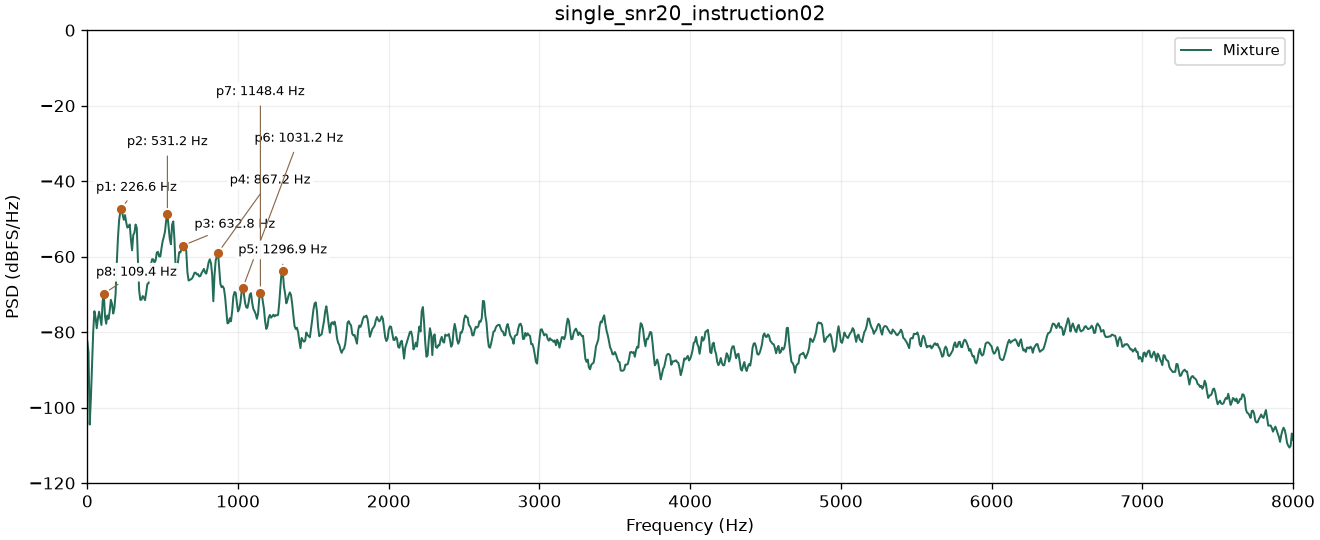 single_snr20_instruction02
Mixture
p7: 1148.4 Hz
p6: 1031.2 Hz
p2: 531.2 Hz
p4: 867.2 Hz
p1: 226.6 Hz
p3: 632.8 Hz
p5: 1296.9 Hz
p8: 109.4 Hz
PSD (dBFS/Hz)
0
−20
−40
−60
−80
−100
−120
0 1000 2000 3000 4000 5000 6000 7000 8000
Frequency (Hz)